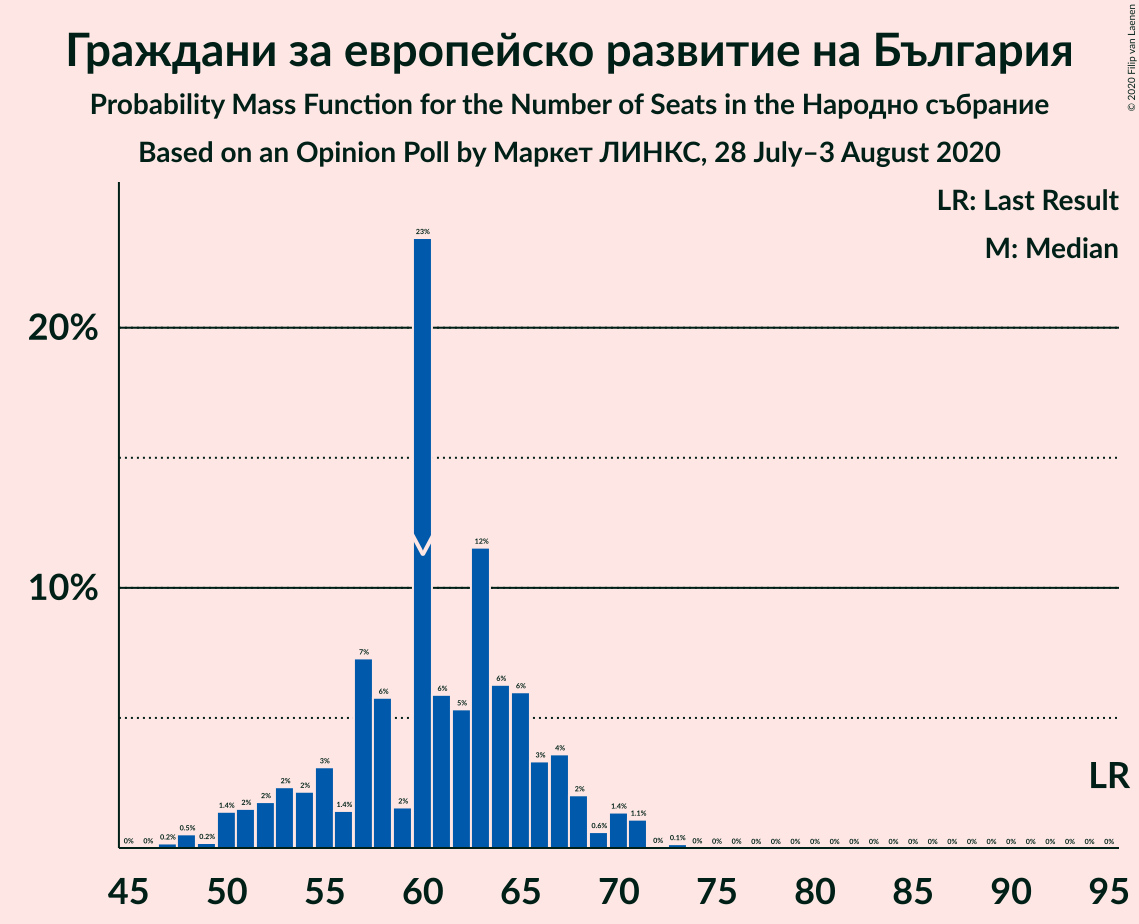 Граждани за европейско развитие на България
Probability Mass Function for the Number of Seats in the Народно събрание
Based on an Opinion Poll by Маркет ЛИНКС, 28 July–3 August 2020
© 2020 Filip van Laenen
LR: Last Result
M: Median
20%
10%
LR
0% 0% 0.2% 0.5% 0.2% 1.4% 2% 2% 2% 2% 3% 1.4% 7% 6% 2% 23% 6% 5% 12% 6% 6% 3% 4% 2% 0.6% 1.4% 1.1% 0% 0.1% 0% 0% 0% 0% 0% 0% 0% 0% 0% 0% 0% 0% 0% 0% 0% 0% 0% 0% 0% 0% 0% 0%
45 50 55 60 65 70 75 80 85 90 95